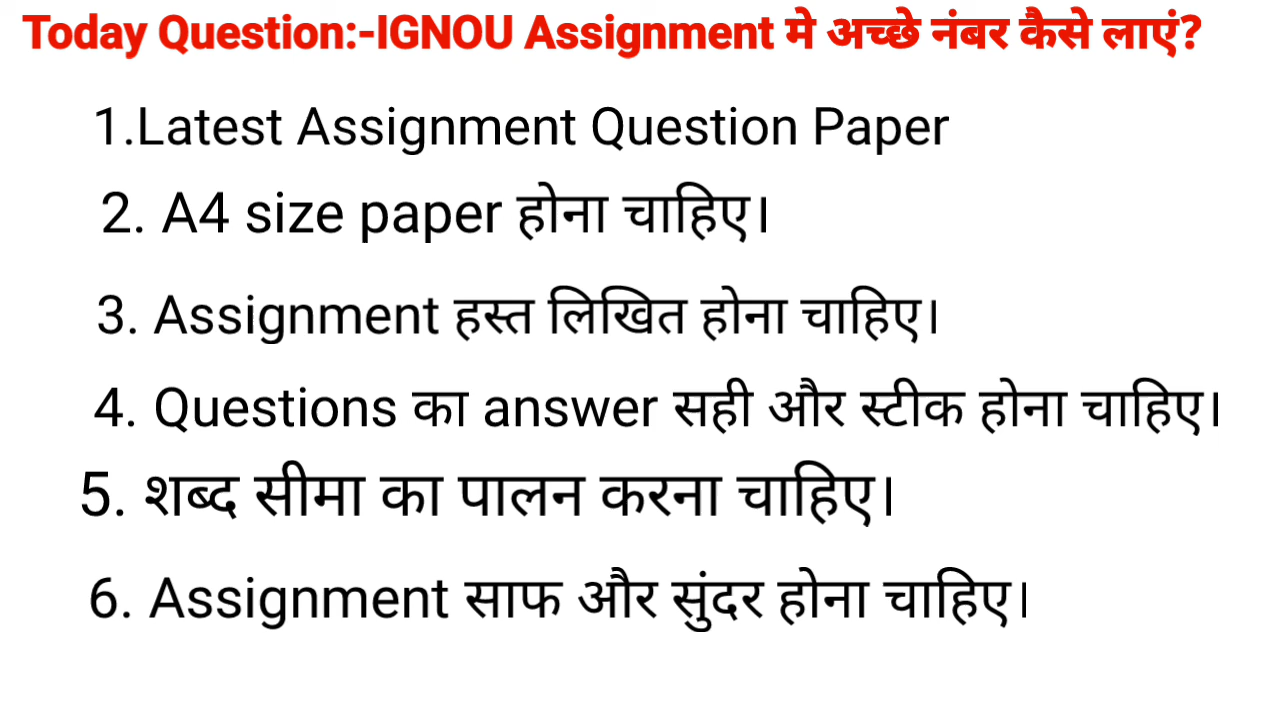 Today Question:-IGNOU Assignment मे अच्छे नंबर कैसे लाएं?
1.Latest Assignment Question Paper
2. A4 size paper होना चाहिए।
3. Assignment हस्त लिखित होना चाहिए।
4. Questions का answer सही और स्टीक होना चाहिए।
5. शब्द सीमा का पालन करना चाहिए।
6. Assignment साफ और सुंदर होना चाहिए।